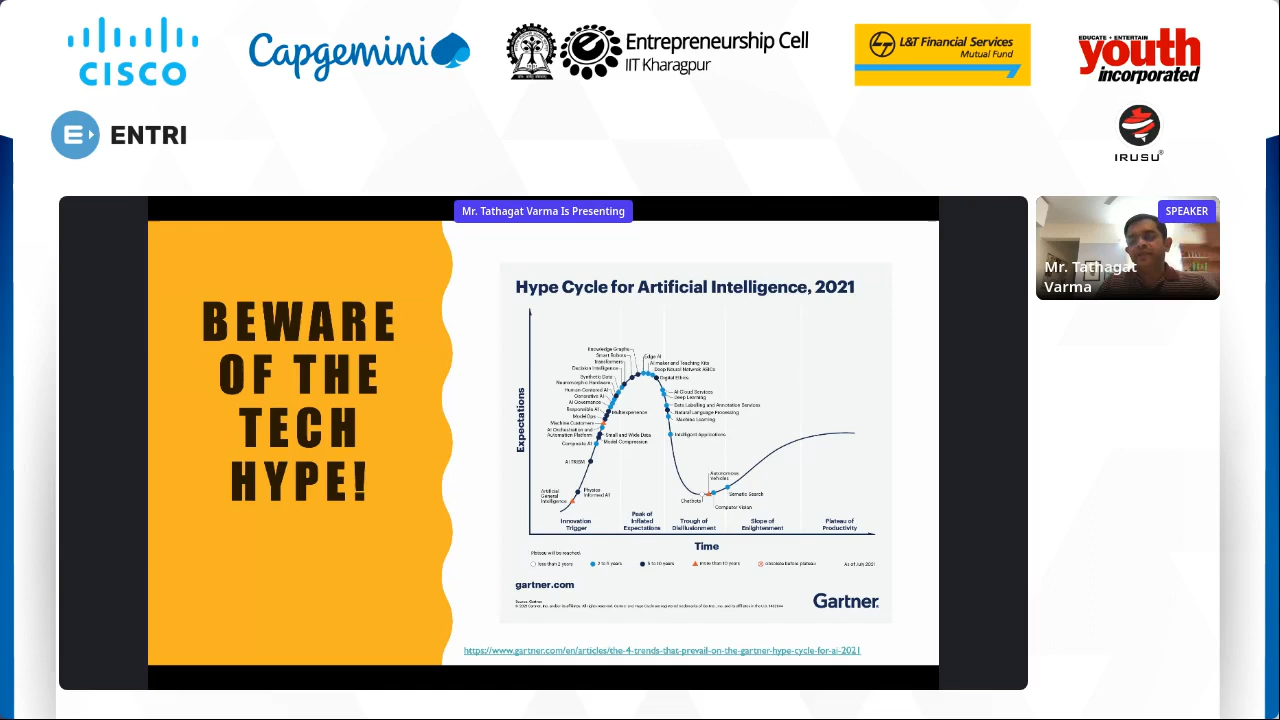 CISCO
Capgemini
Entrepreneurship Cell
IIT Kharagpur
L&T Financial Services
Mutual Fund
EDUCATE • ENTERTAIN
youth
incorporated
E ENTRI
IRUSU®
Mr. Tathagat Varma Is Presenting
SPEAKER
Mr. Tathagat
Varma
BEWARE
OF THE
TECH
HYPE!
Hype Cycle for Artificial Intelligence, 2021
Expectations
Knowledge Graphs
Smart Robots
Transformers
Decision Intelligence
Synthetic Data
Neuromorphic Hardware
Human-Centered AI
Generative AI
AI Governance
Responsible AI
ModelOps
Machine Customers
AI Orchestration and
Automation Platform
Composite AI
AI TRiSM
Artificial
General
Intelligence
Physics-
Informed AI
Multiexperience
Small and Wide Data
Model Compression
Edge AI
AI Maker and Teaching Kits
Deep Neural Network ASICs
Digital Ethics
AI Cloud Services
Deep Learning
Data Labeling and Annotation Services
Natural Language Processing
Machine Learning
Intelligent Applications
Chatbots
Autonomous
Vehicles
Semantic Search
Computer Vision
Innovation
Trigger
Peak of
Inflated
Expectations
Trough of
Disillusionment
Slope of
Enlightenment
Plateau of
Productivity
Time
Plateau will be reached:
less than 2 years
2 to 5 years
5 to 10 years
more than 10 years
obsolete before plateau
As of July 2021
gartner.com
Source: Gartner
Gartner
https://www.gartner.com/en/articles/the-4-trends-that-prevail-on-the-gartner-hype-cycle-for-ai-2021